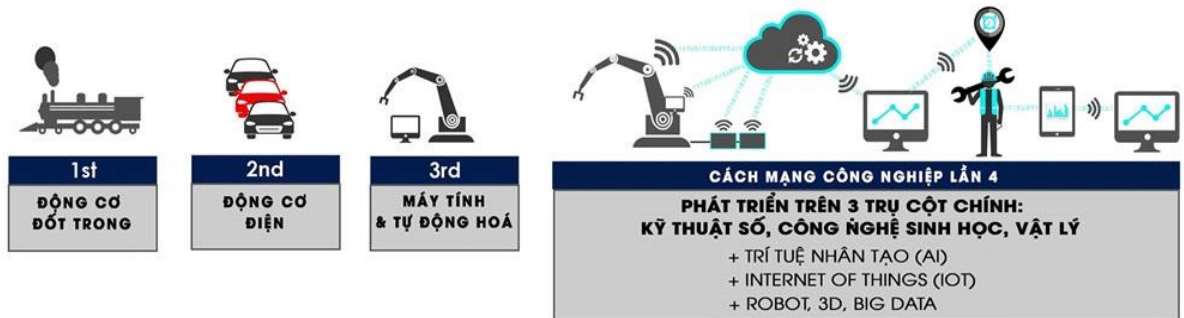 1st
ĐỘNG CƠ
ĐỐT TRONG
2nd
ĐỘNG CƠ
ĐIỆN
3rd
MÁY TÍNH
& TỰ ĐỘNG HOÁ
CÁCH MẠNG CÔNG NGHIỆP LẦN 4
PHÁT TRIỂN TRÊN 3 TRỤ CỘT CHÍNH:
KỸ THUẬT SỐ, CÔNG NGHỆ SINH HỌC, VẬT LÝ
+ TRÍ TUỆ NHÂN TẠO (AI)
+ INTERNET OF THINGS (IOT)
+ ROBOT, 3D, BIG DATA